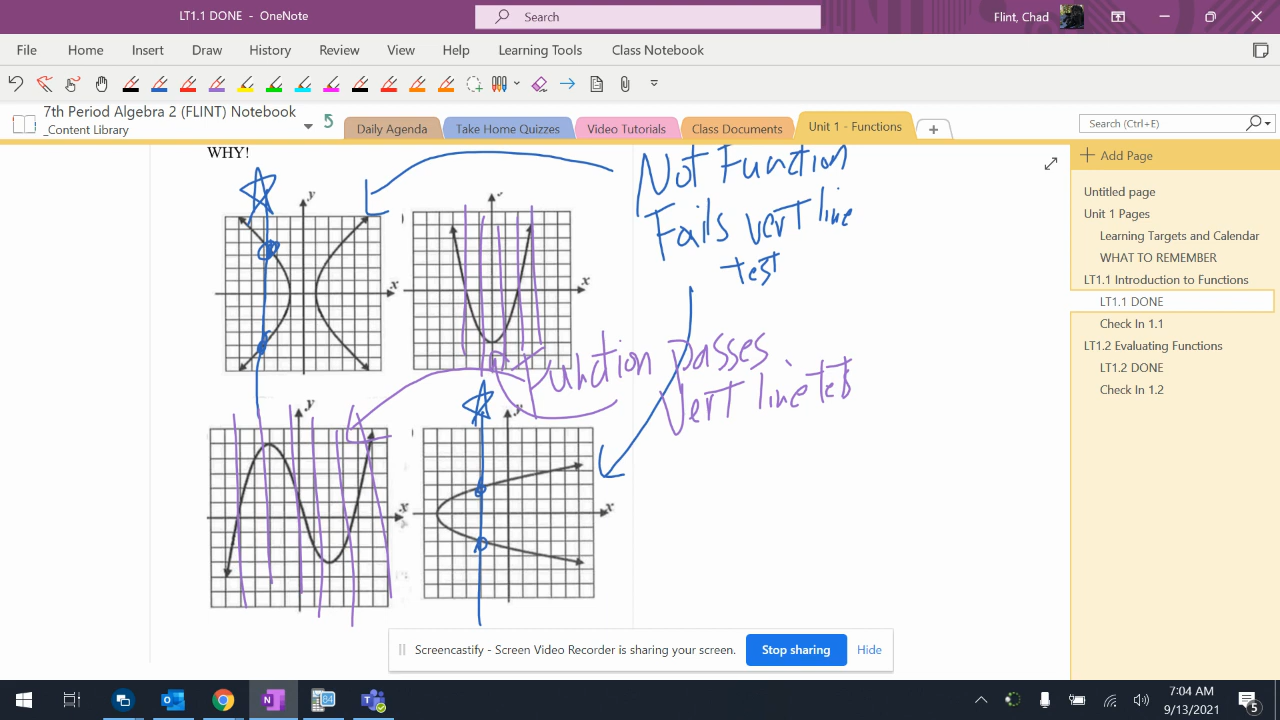 LT1.1 DONE - OneNote
Search
Flint, Chad
File Home Insert Draw History Review View Help Learning Tools Class Notebook
7th Period Algebra 2 (FLINT) Notebook
_Content Library
Daily Agenda
Take Home Quizzes
Video Tutorials
Class Documents
Unit 1 - Functions
Search (Ctrl+E)
Add Page
Untitled page
Unit 1 Pages
Learning Targets and Calendar
WHAT TO REMEMBER
LT1.1 Introduction to Functions
LT1.1 DONE
Check In 1.1
LT1.2 Evaluating Functions
LT1.2 DONE
Check In 1.2
WHY!
Not Function
Fails vert line
test
y
x
x
Function passes
Vert line test
y
x
y
x
Screencastify - Screen Video Recorder is sharing your screen.
Stop sharing
Hide
7:04 AM
9/13/2021
5